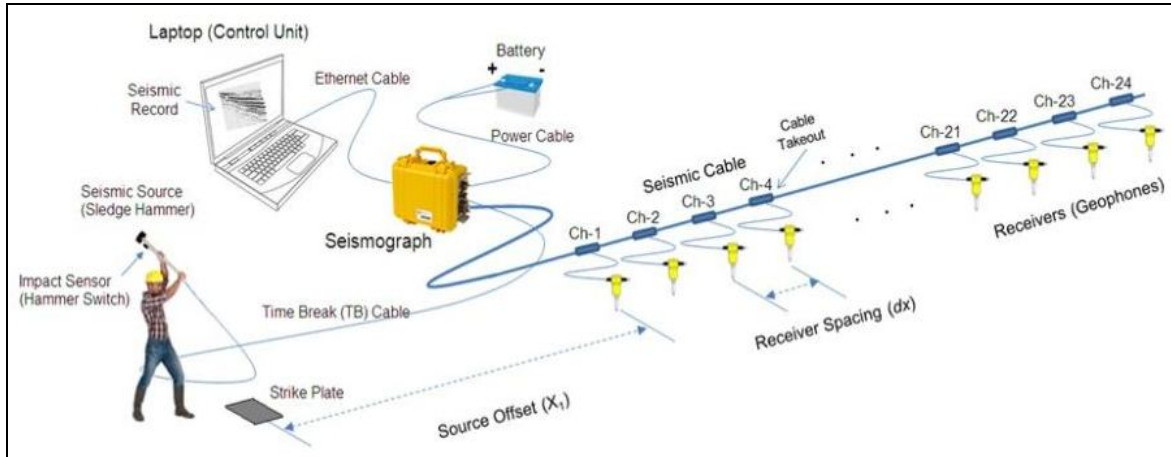 Laptop (Control Unit)
Battery
+ -
Ethernet Cable
Seismic
Record
Power Cable
Ch-24
Ch-23
Ch-22
Ch-21
Cable
Takeout
. . .
Seismic Cable
Ch-4
Ch-3
Ch-2
Ch-1
. . .
Receivers (Geophones)
Seismic Source
(Sledge Hammer)
Seismograph
Impact Sensor
(Hammer Switch)
Time Break (TB) Cable
Receiver Spacing (dx)
Strike Plate
Source Offset (X₁)